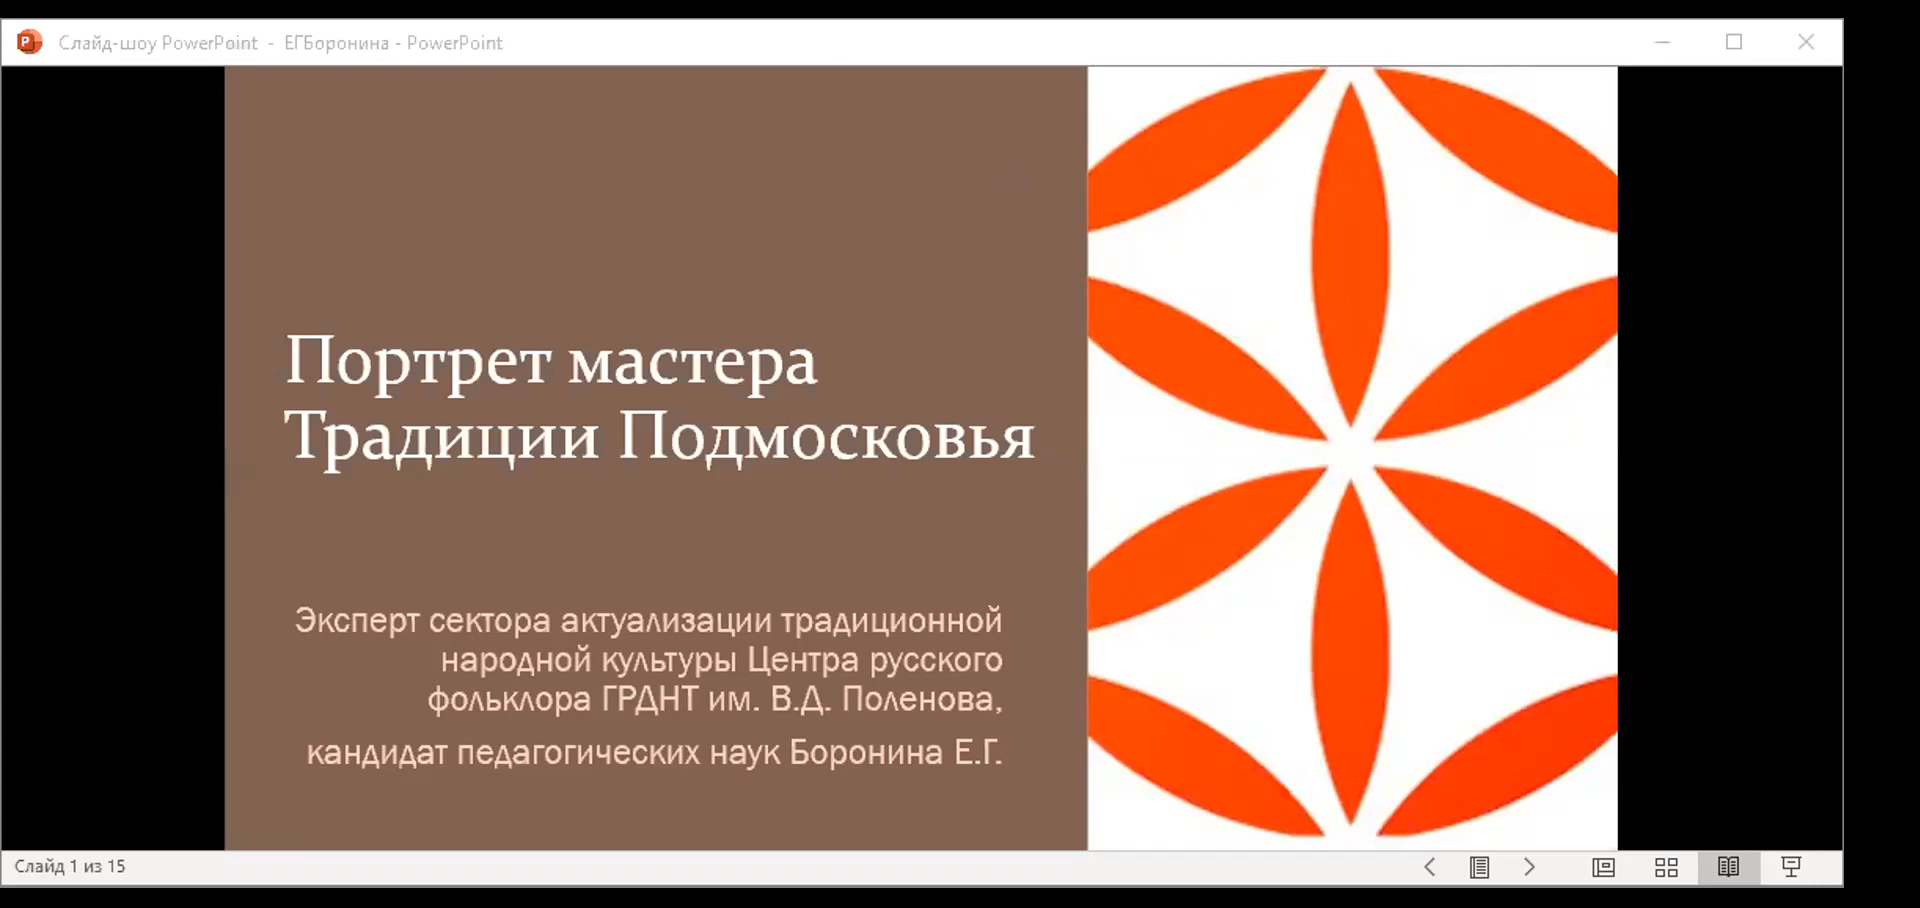 Слайд-шоу PowerPoint - ЕГБоронина - PowerPoint
Портрет мастера
Традиции Подмосковья
Эксперт сектора актуализации традиционной
народной культуры Центра русского
фольклора ГРДНТ им. В.Д. Поленова,
кандидат педагогических наук Боронина Е.Г.
Слайд 1 из 15